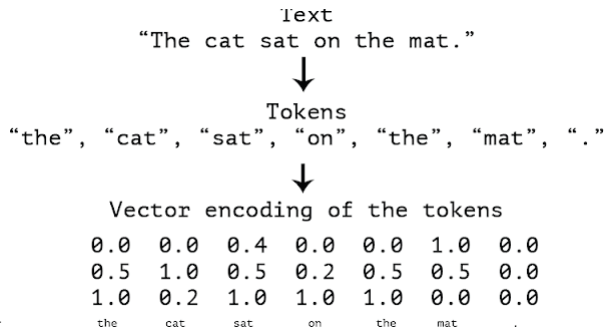 Text
“The cat sat on the mat.”
Tokens
“the”, “cat”, “sat”, “on”, “the”, “mat”, “.”
Vector encoding of the tokens
0.0 0.0 0.4 0.0 0.0 1.0 0.0
0.5 1.0 0.5 0.2 0.5 0.5 0.0
1.0 0.2 1.0 1.0 1.0 0.0 0.0
the cat sat on the mat .